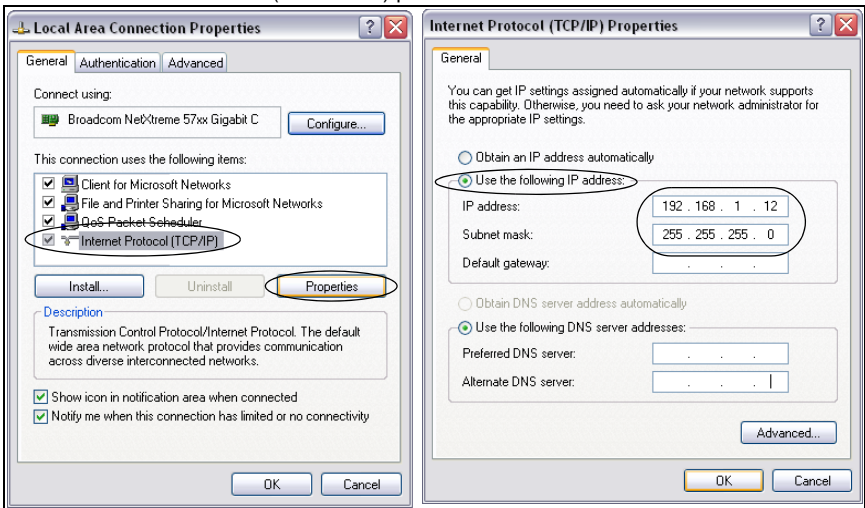 Local Area Connection Properties
General Authentication Advanced
Connect using:
Broadcom NetXtreme 57xx Gigabit C
Configure...
This connection uses the following items:
Client for Microsoft Networks
File and Printer Sharing for Microsoft Networks
QoS Packet Scheduler
Internet Protocol (TCP/IP)
Install... Uninstall Properties
Description
Transmission Control Protocol/Internet Protocol. The default
wide area network protocol that provides communication
across diverse interconnected networks.
Show icon in notification area when connected
Notify me when this connection has limited or no connectivity
OK Cancel
Internet Protocol (TCP/IP) Properties
General
You can get IP settings assigned automatically if your network supports
this capability. Otherwise, you need to ask your network administrator for
the appropriate IP settings.
Obtain an IP address automatically
Use the following IP address:
IP address: 192 . 168 . 1 . 12
Subnet mask: 255 . 255 . 255 . 0
Default gateway: . . .
Obtain DNS server address automatically
Use the following DNS server addresses:
Preferred DNS server: . . .
Alternate DNS server: . . .
Advanced...
OK Cancel